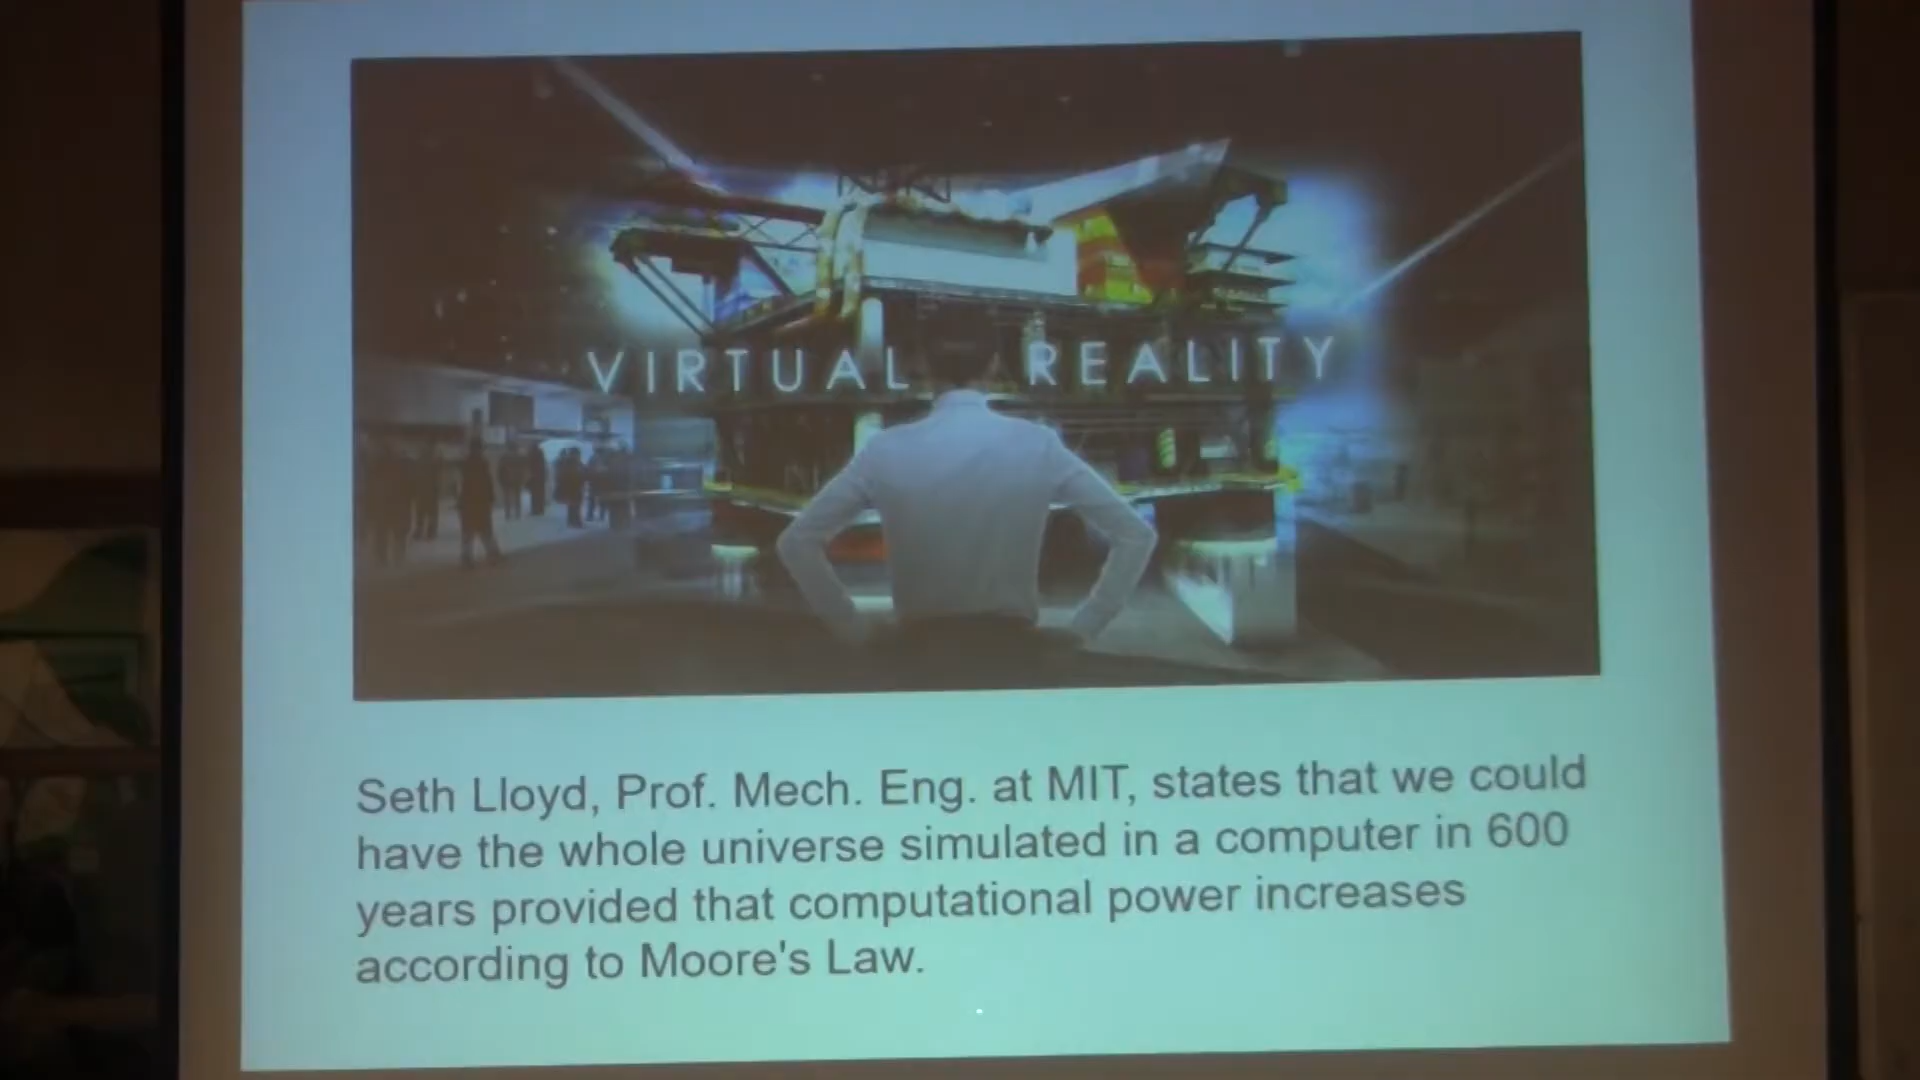 VIRTUAL REALITY
Seth Lloyd, Prof. Mech. Eng. at MIT, states that we could
have the whole universe simulated in a computer in 600
years provided that computational power increases
according to Moore's Law.